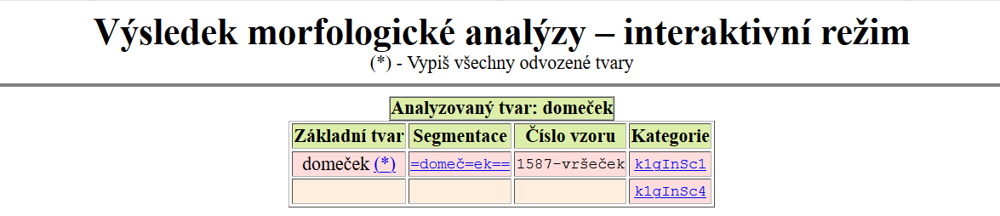 Výsledek morfologické analýzy – interaktivní režim
(*) - Vypiš všechny odvozené tvary
Analyzovaný tvar: domeček
Základní tvar Segmentace Číslo vzoru Kategorie
domeček (*) =domeč=ek== 1587-vršeček k1gInSc1
k1gInSc4